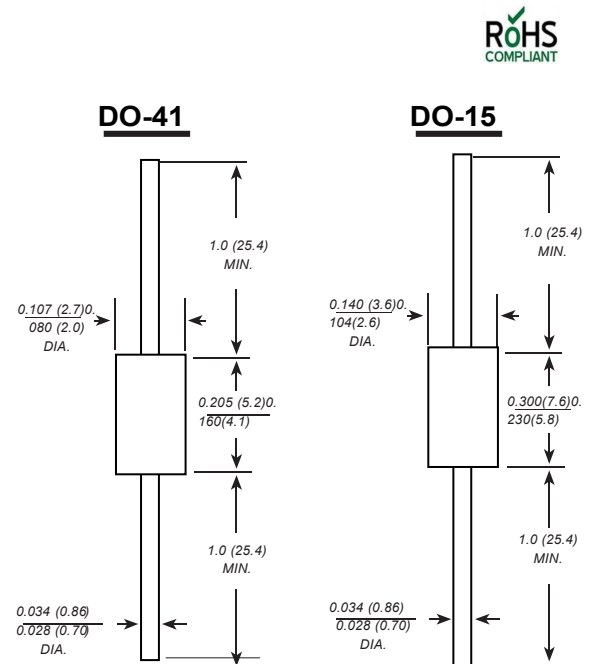 RoHS
COMPLIANT
DO-41
1.0 (25.4)
MIN.
0.107 (2.7)0.
080 (2.0)
DIA.
0.205 (5.2)0.
160(4.1)
1.0 (25.4)
MIN.
0.034 (0.86)
0.028 (0.70)
DIA.
DO-15
1.0 (25.4)
MIN.
0.140 (3.6)0.
104(2.6)
DIA.
0.300(7.6)0.
230(5.8)
1.0 (25.4)
MIN.
0.034 (0.86)
0.028 (0.70)
DIA.